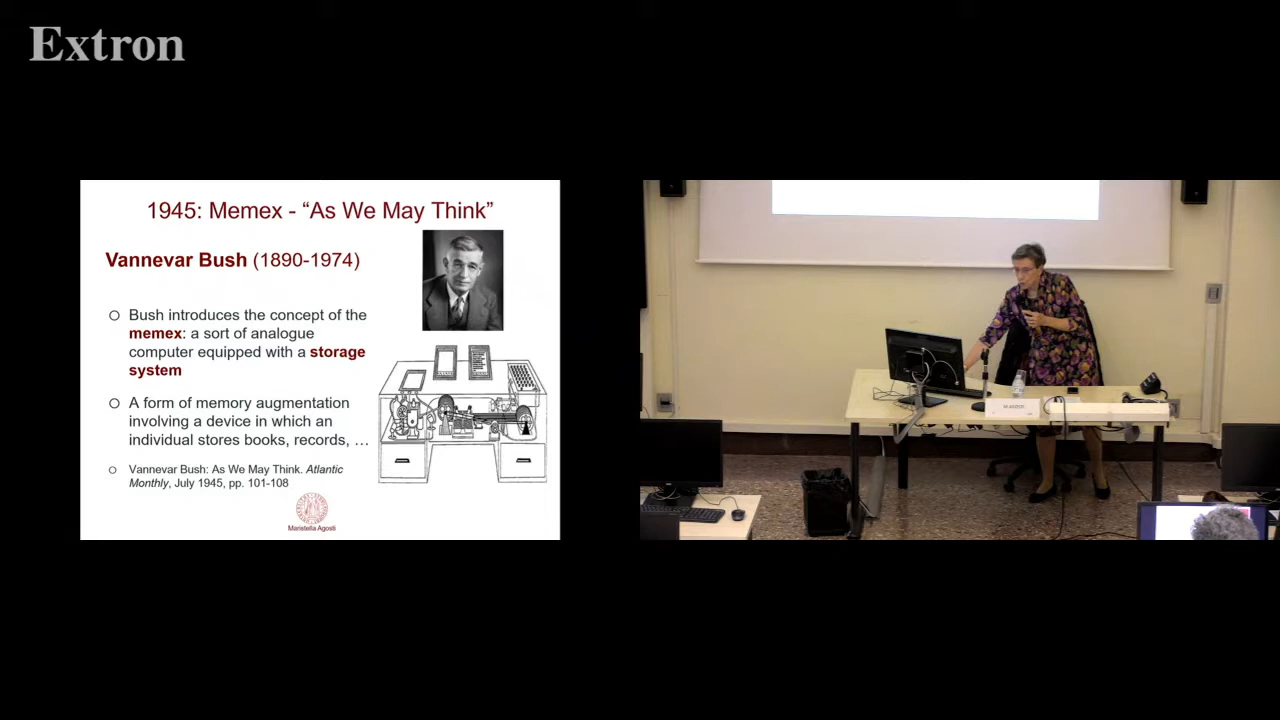 Extron
1945: Memex - “As We May Think”
Vannevar Bush (1890-1974)
Bush introduces the concept of the
memex: a sort of analogue
computer equipped with a storage
system
A form of memory augmentation
involving a device in which an
individual stores books, records, …
Vannevar Bush: As We May Think. Atlantic
Monthly, July 1945, pp. 101-108
Maristella Agosti